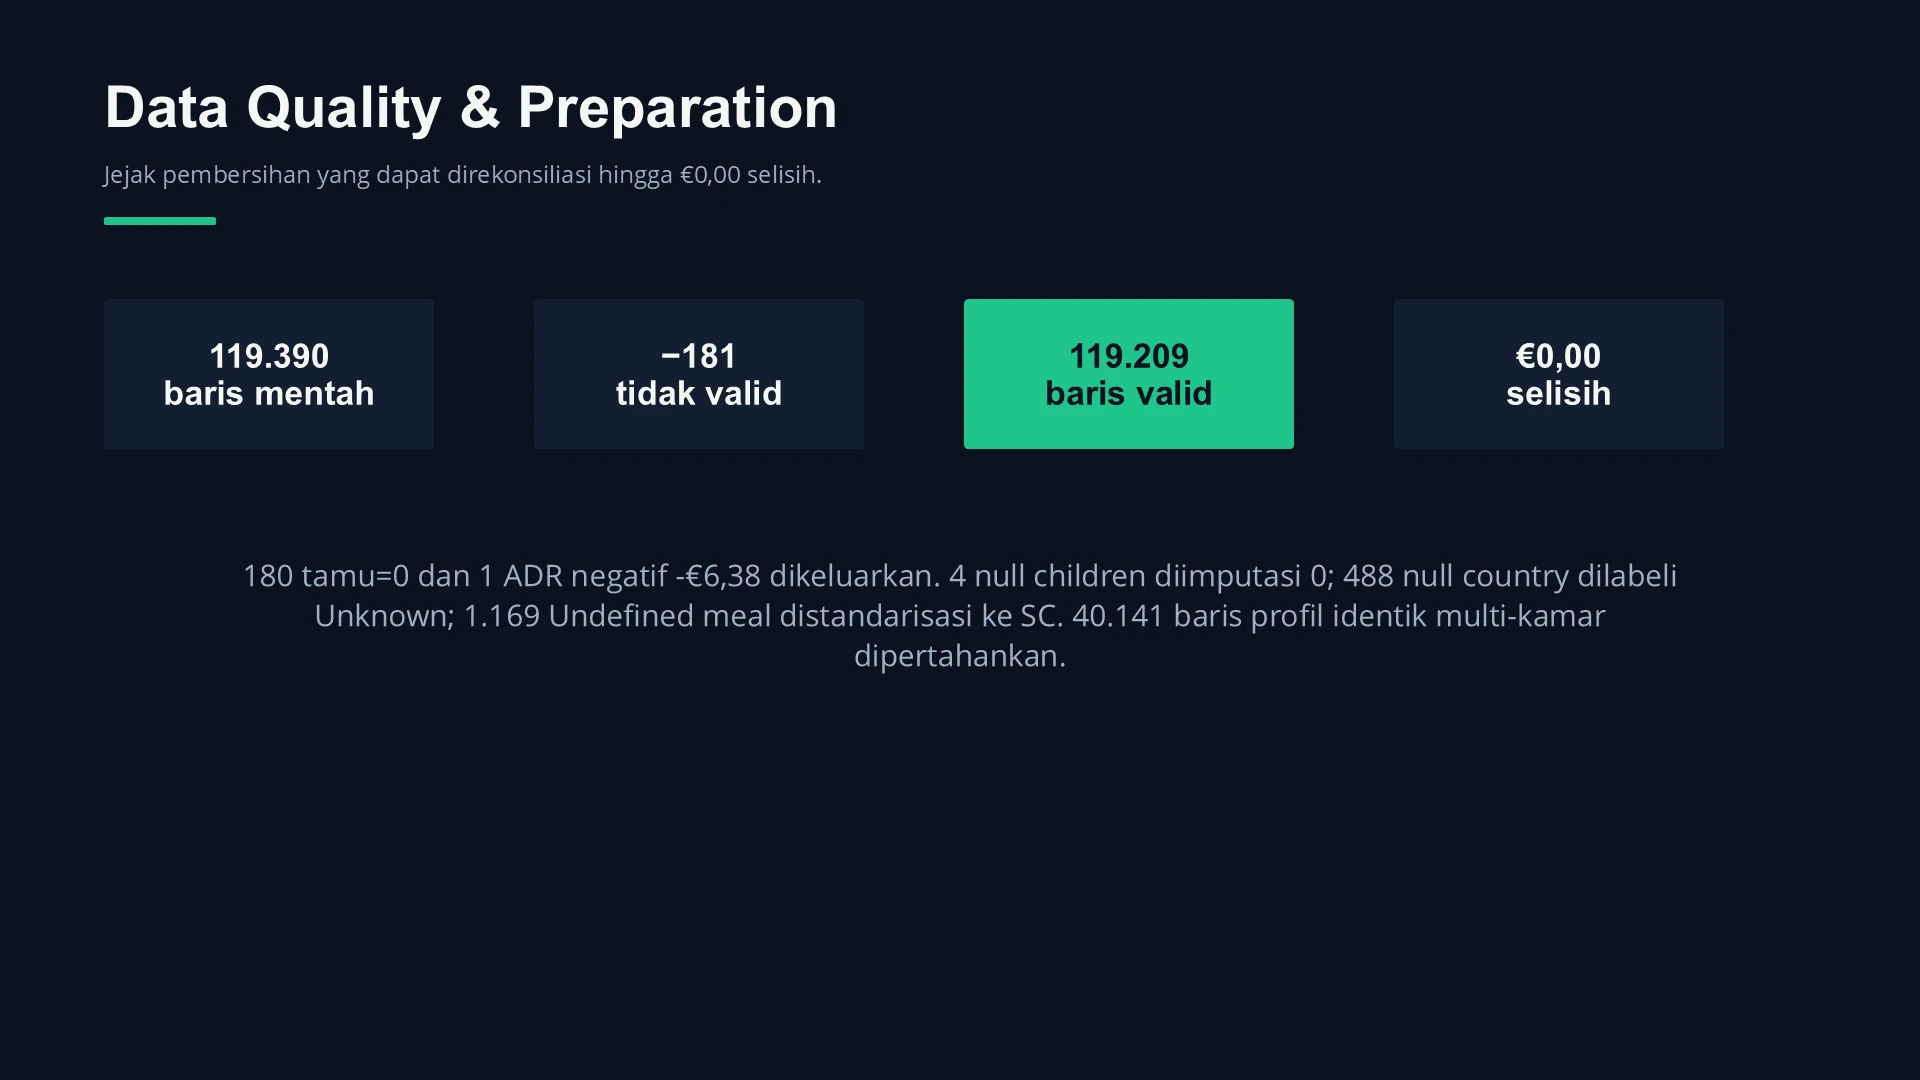 Data Quality & Preparation
Jejak pembersihan yang dapat direkonsiliasi hingga €0,00 selisih.
119.390
baris mentah
−181
tidak valid
119.209
baris valid
€0,00
selisih
180 tamu=0 dan 1 ADR negatif -€6,38 dikeluarkan. 4 null children diimputasi 0; 488 null country dilabeli
Unknown; 1.169 Undefined meal distandarisasi ke SC. 40.141 baris profil identik multi-kamar
dipertahankan.